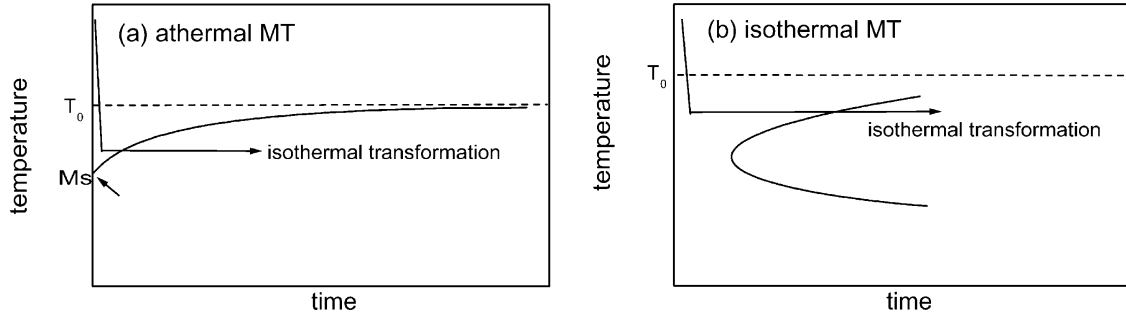 (a) athermal MT
temperature
T₀
isothermal transformation
Ms
time
(b) isothermal MT
temperature
T₀
isothermal transformation
time